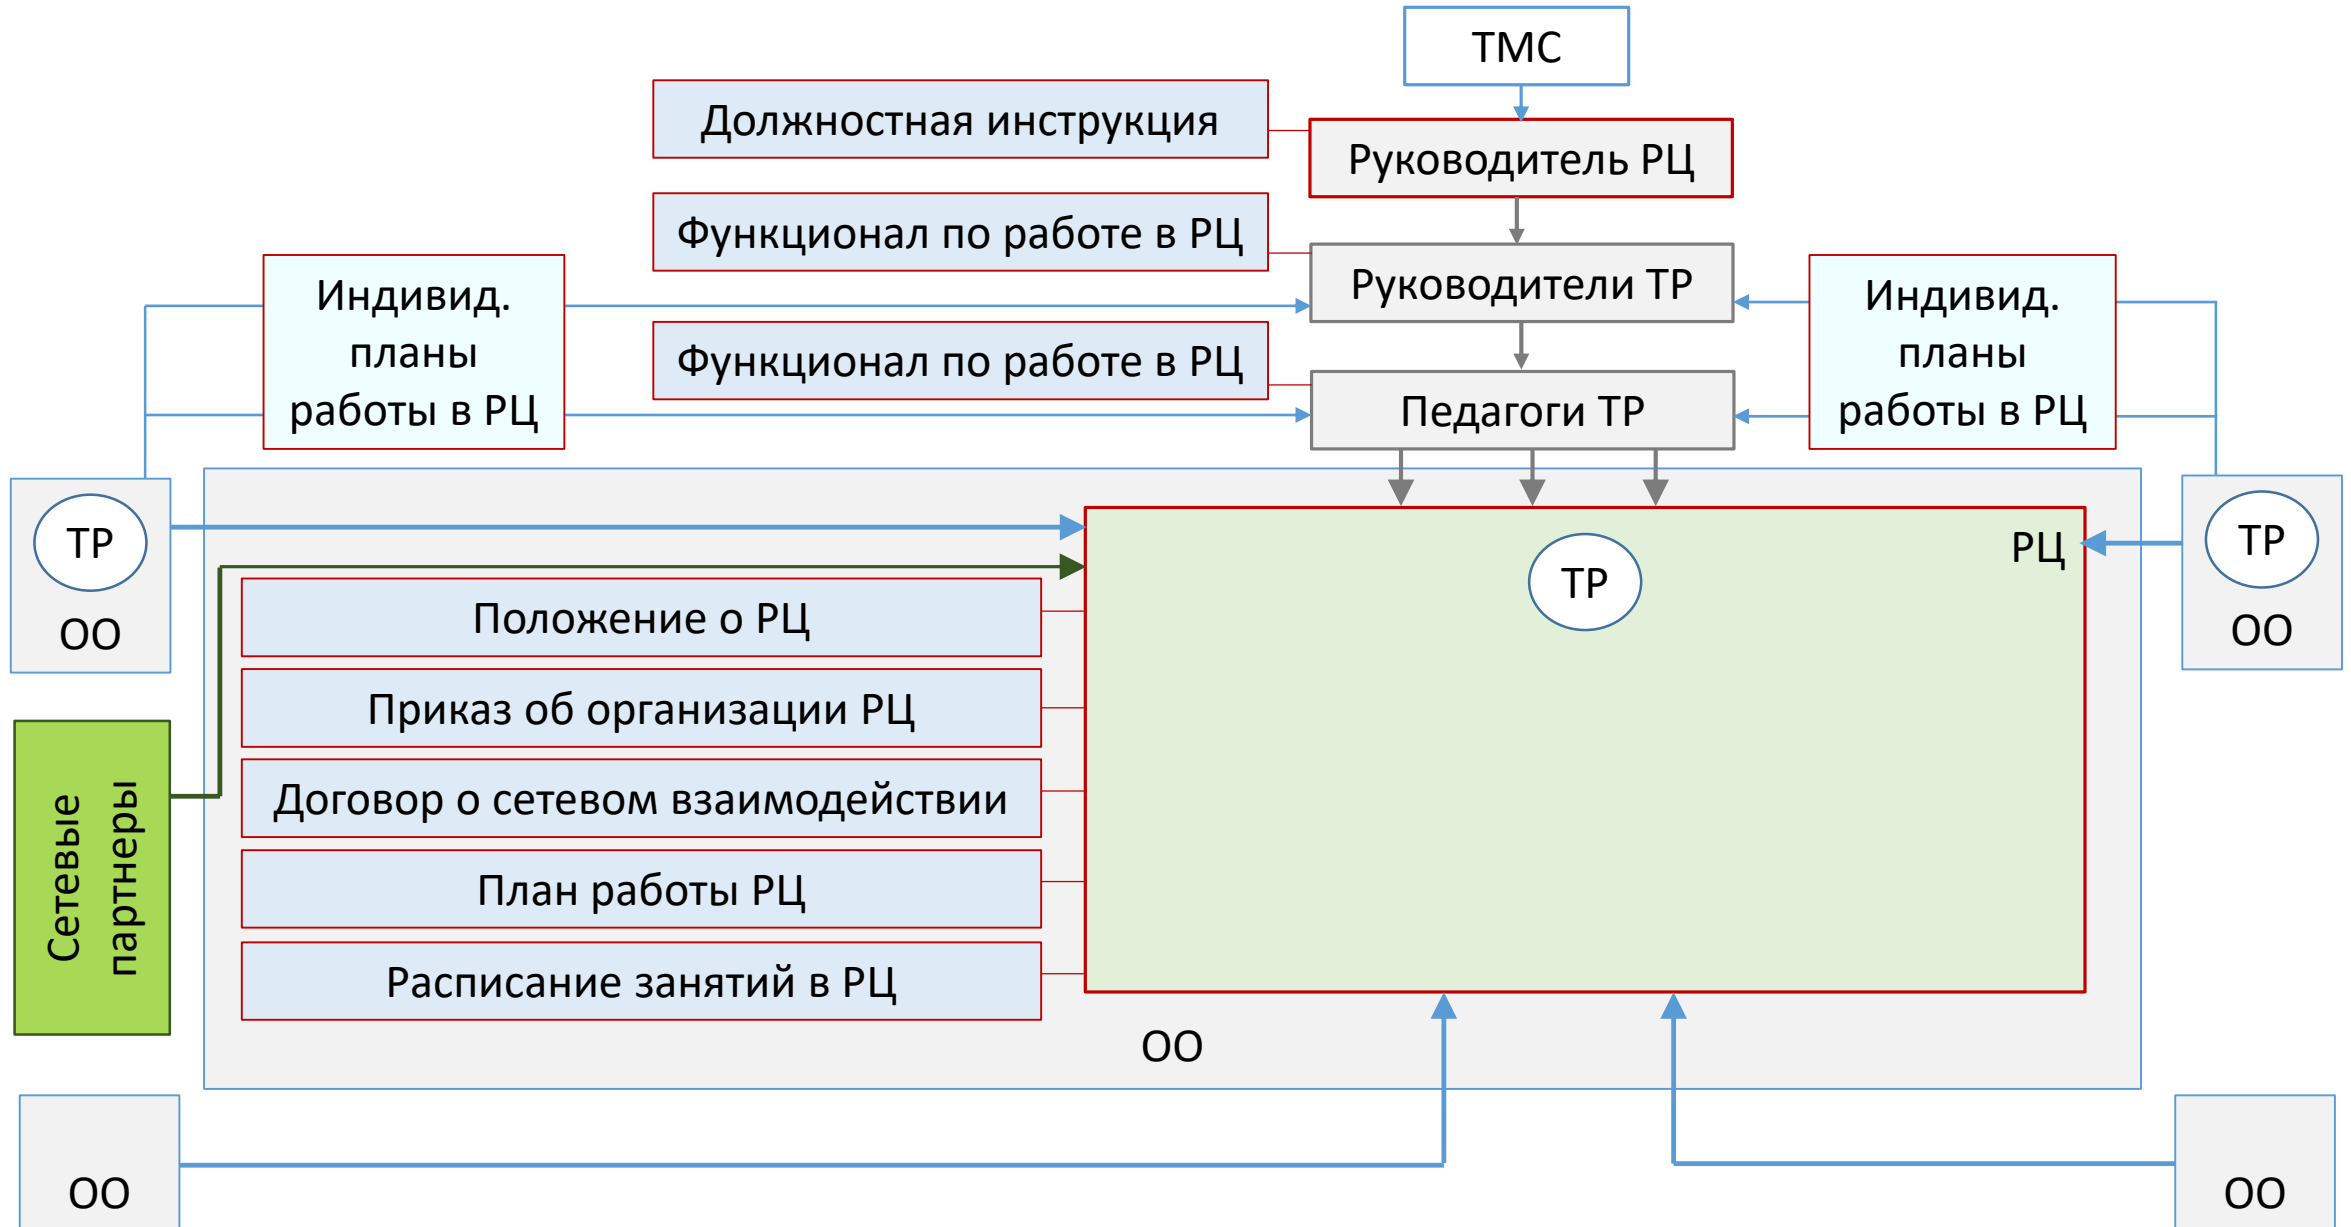 ТМС
Должностная инструкция
Руководитель РЦ
Функционал по работе в РЦ
Руководители ТР
Индивид.
планы
работы в РЦ
Функционал по работе в РЦ
Педагоги ТР
Индивид.
планы
работы в РЦ
ТР
ОО
РЦ
ТР
ТР
ОО
Положение о РЦ
Приказ об организации РЦ
Договор о сетевом взаимодействии
План работы РЦ
Расписание занятий в РЦ
Сетевые
партнеры
ОО
ОО
ОО